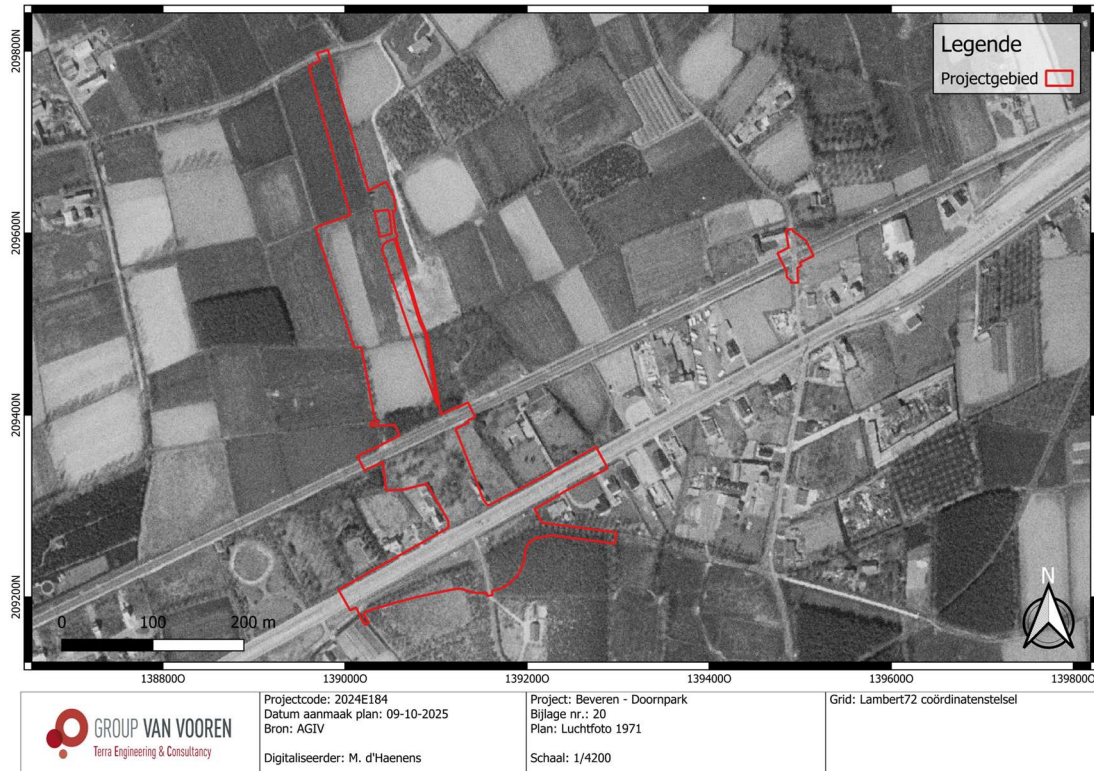 Legende
Projectgebied
209800N
209600N
209400N
209200N
0 100 200 m
N
1388000 1390000 1392000 1394000 1396000 1398000
GROUP VAN VOOREN
Terra Engineering & Consultancy
Projectcode: 2024E184
Datum aanmaak plan: 09-10-2025
Bron: AGIV
Digitaliseerder: M. d'Haenens
Project: Beveren - Doornpark
Bijlage nr.: 20
Plan: Luchtfoto 1971
Schaal: 1/4200
Grid: Lambert72 coördinatenstelsel